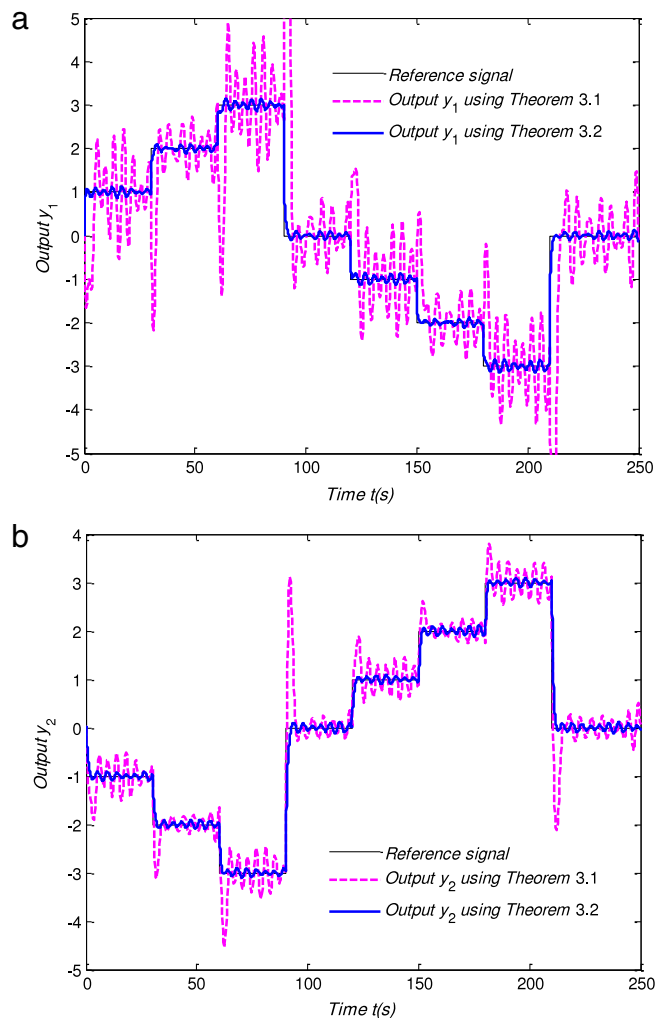 a
5
4
3
2
1
0
-1
-2
-3
-4
-5
Output y1
Reference signal
Output y1 using Theorem 3.1
Output y1 using Theorem 3.2
0
50
100
150
200
250
Time t(s)
b
4
3
2
1
0
-1
-2
-3
-4
-5
Output y2
Reference signal
Output y2 using Theorem 3.1
Output y2 using Theorem 3.2
0
50
100
150
200
250
Time t(s)